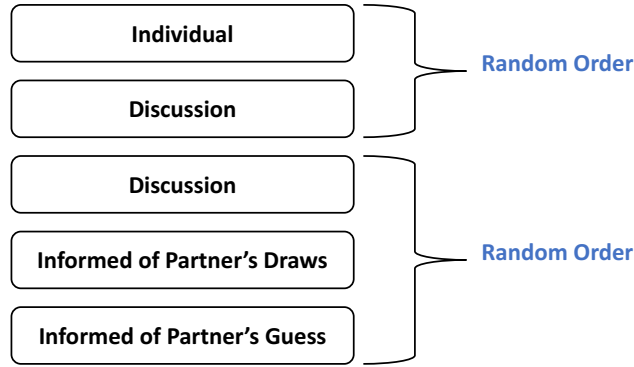 Individual
Random Order
Discussion
Discussion
Informed of Partner's Draws
Random Order
Informed of Partner's Guess